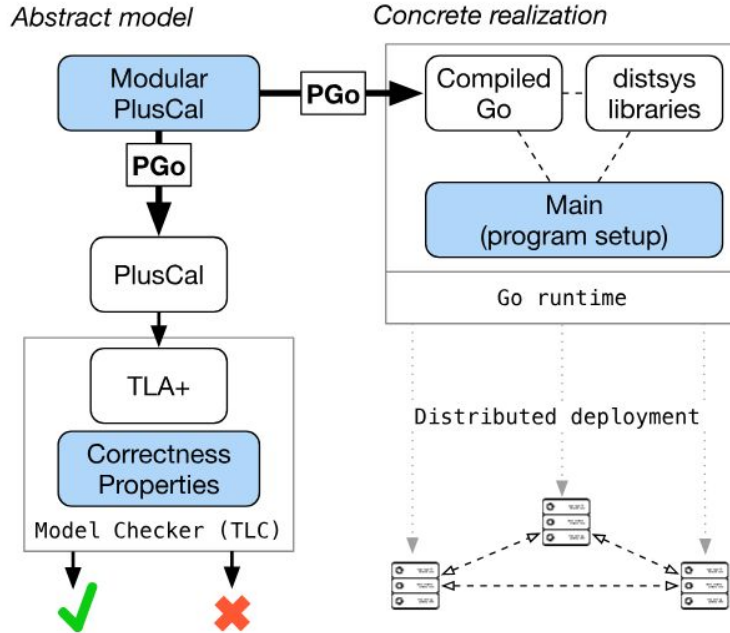 Abstract model
Concrete realization
Modular
PlusCal
PGo
Compiled
Go
distsys
libraries
PGo
Main
(program setup)
PlusCal
Go runtime
TLA+
Distributed deployment
Correctness
Properties
Model Checker (TLC)